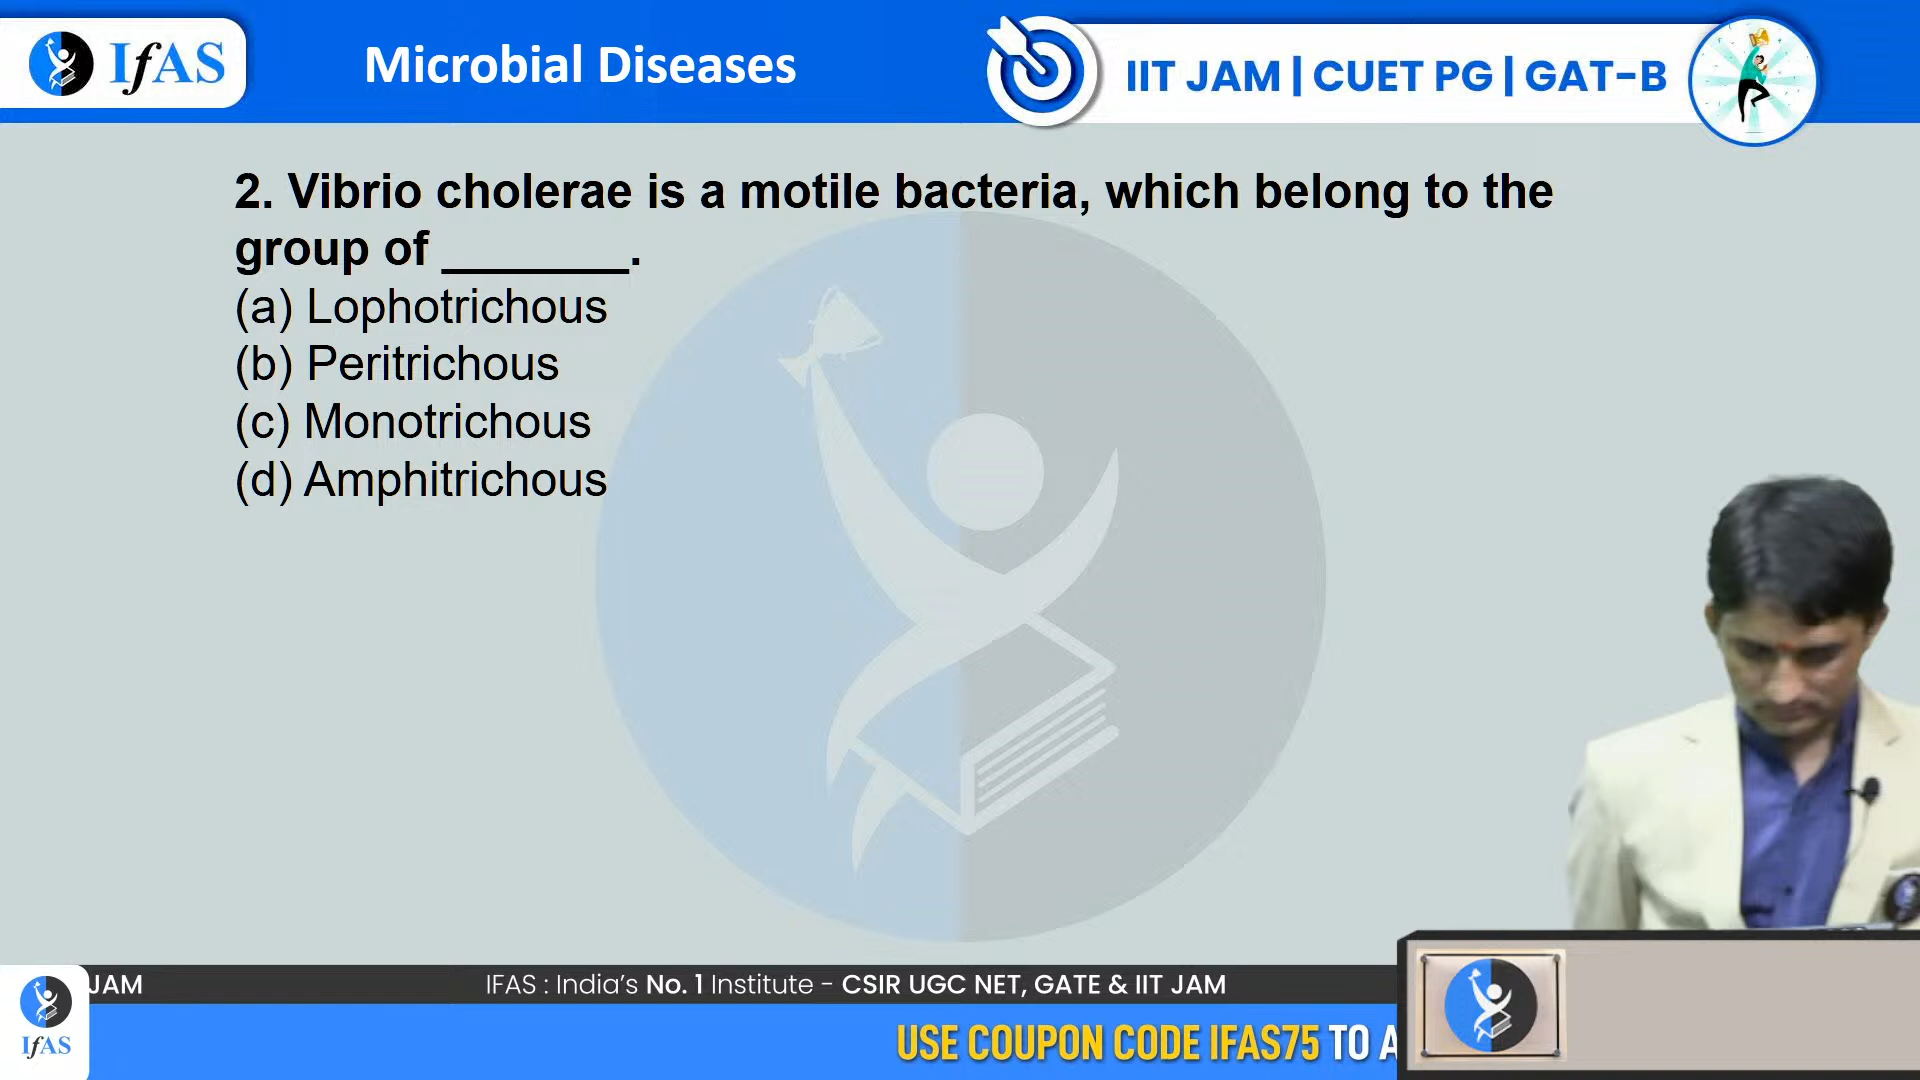 IfAS
Microbial Diseases
IIT JAM | CUET PG | GAT-B
2. Vibrio cholerae is a motile bacteria, which belong to the
group of _______.
(a) Lophotrichous
(b) Peritrichous
(c) Monotrichous
(d) Amphitrichous
JAM
IFAS : India's No. 1 Institute - CSIR UGC NET, GATE & IIT JAM
IfAS
USE COUPON CODE IFAS75 TO A